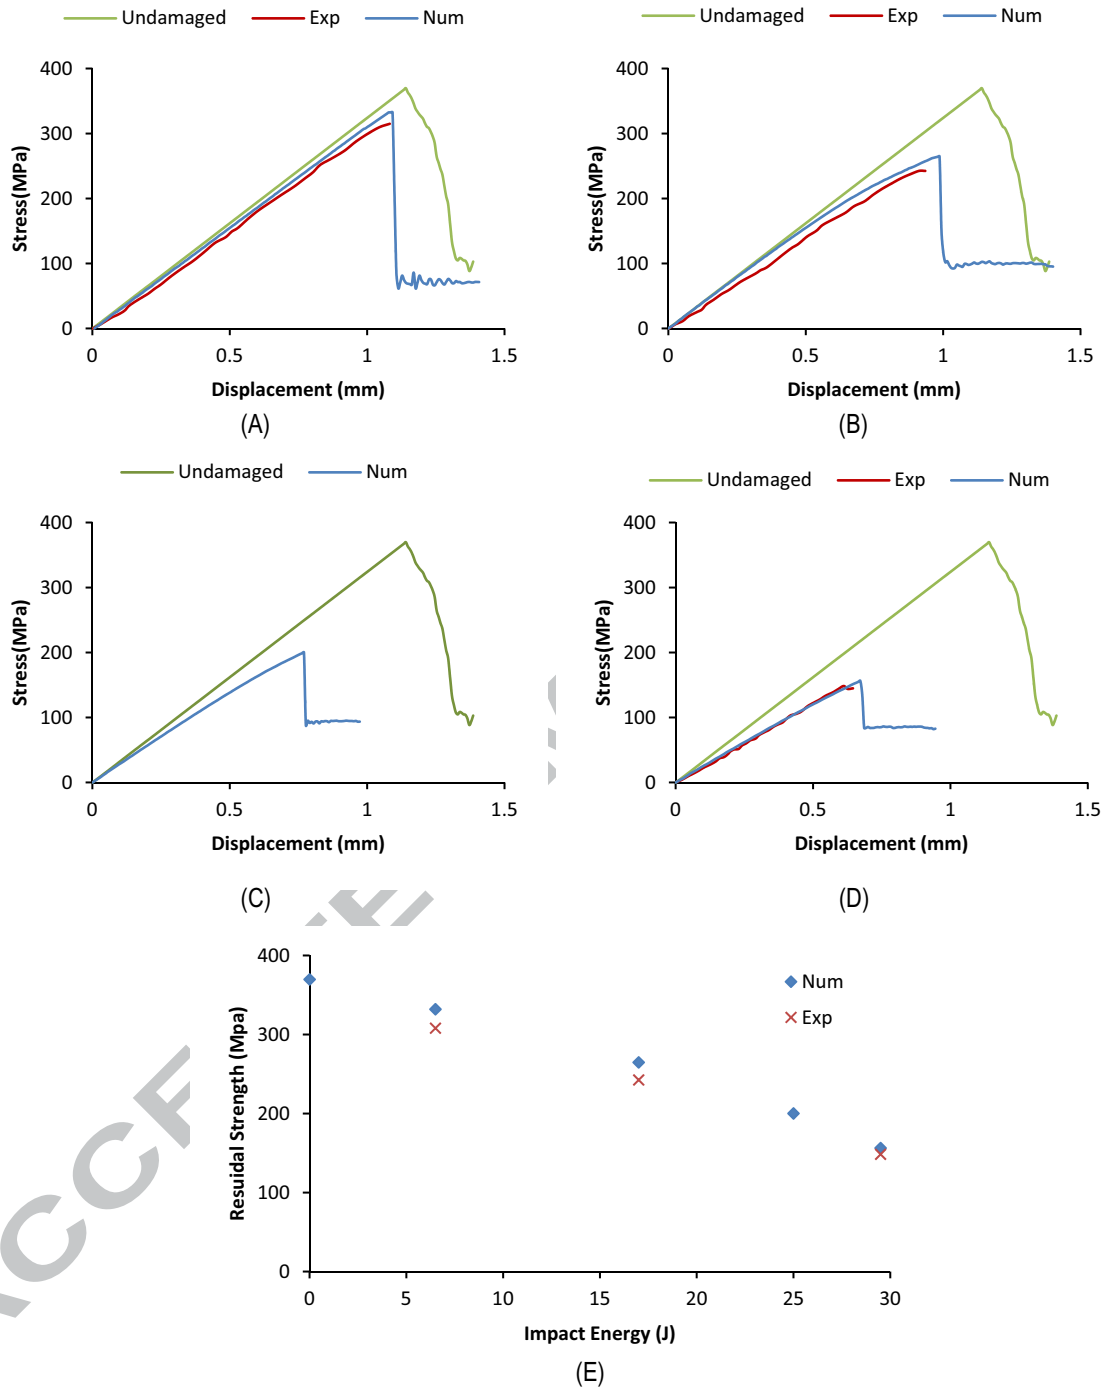 Undamaged Exp Num
Undamaged Exp Num
400
300
200
100
0
0 0.5 1 1.5
Stress(MPa)
Displacement (mm)
(A)
400
300
200
100
0
0 0.5 1 1.5
Stress(MPa)
Displacement (mm)
(B)
Undamaged Num
Undamaged Exp Num
400
300
200
100
0
0 0.5 1 1.5
Stress(MPa)
Displacement (mm)
(C)
400
300
200
100
0
0 0.5 1 1.5
Stress(MPa)
Displacement (mm)
(D)
400
300
200
100
0
0 5 10 15 20 25 30
Resuidal Strength (Mpa)
Num
Exp
Impact Energy (J)
(E)